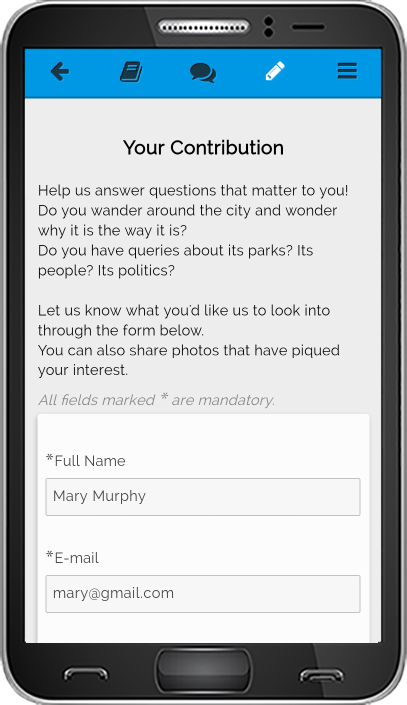 Your Contribution
Help us answer questions that matter to you!
Do you wander around the city and wonder
why it is the way it is?
Do you have queries about its parks? Its
people? Its politics?
Let us know what you'd like us to look into
through the form below.
You can also share photos that have piqued
your interest.
All fields marked * are mandatory.
*Full Name
Mary Murphy
*E-mail
mary@gmail.com